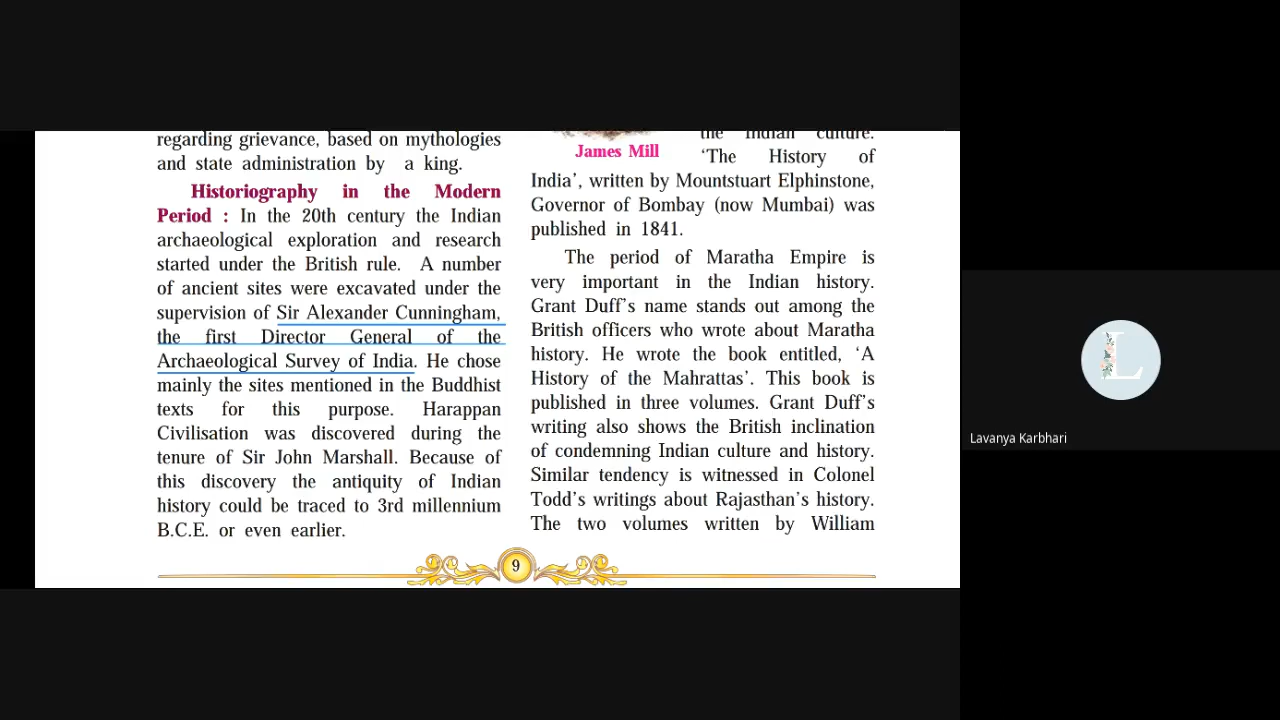 regarding grievance, based on mythologies
and state administration by a king.
Historiography in the Modern
Period : In the 20th century the Indian
archaeological exploration and research
started under the British rule. A number
of ancient sites were excavated under the
supervision of Sir Alexander Cunningham,
the first Director General of the
Archaeological Survey of India. He chose
mainly the sites mentioned in the Buddhist
texts for this purpose. Harappan
Civilisation was discovered during the
tenure of Sir John Marshall. Because of
this discovery the antiquity of Indian
history could be traced to 3rd millennium
B.C.E. or even earlier.
James Mill
the Indian culture.
‘The History of
India’, written by Mountstuart Elphinstone,
Governor of Bombay (now Mumbai) was
published in 1841.
The period of Maratha Empire is
very important in the Indian history.
Grant Duff’s name stands out among the
British officers who wrote about Maratha
history. He wrote the book entitled, ‘A
History of the Mahrattas’. This book is
published in three volumes. Grant Duff’s
writing also shows the British inclination
of condemning Indian culture and history.
Similar tendency is witnessed in Colonel
Todd’s writings about Rajasthan’s history.
The two volumes written by William
9
L
Lavanya Karbhari